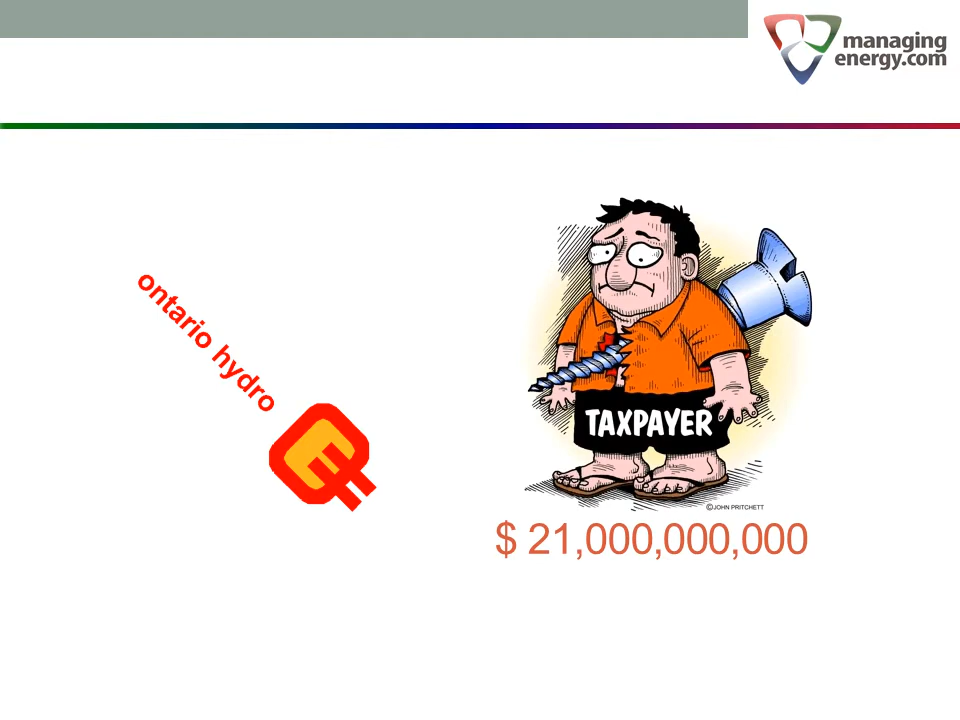 managing
energy.com
ontario hydro
TAXPAYER
©JOHN PRITCHETT
$ 21,000,000,000